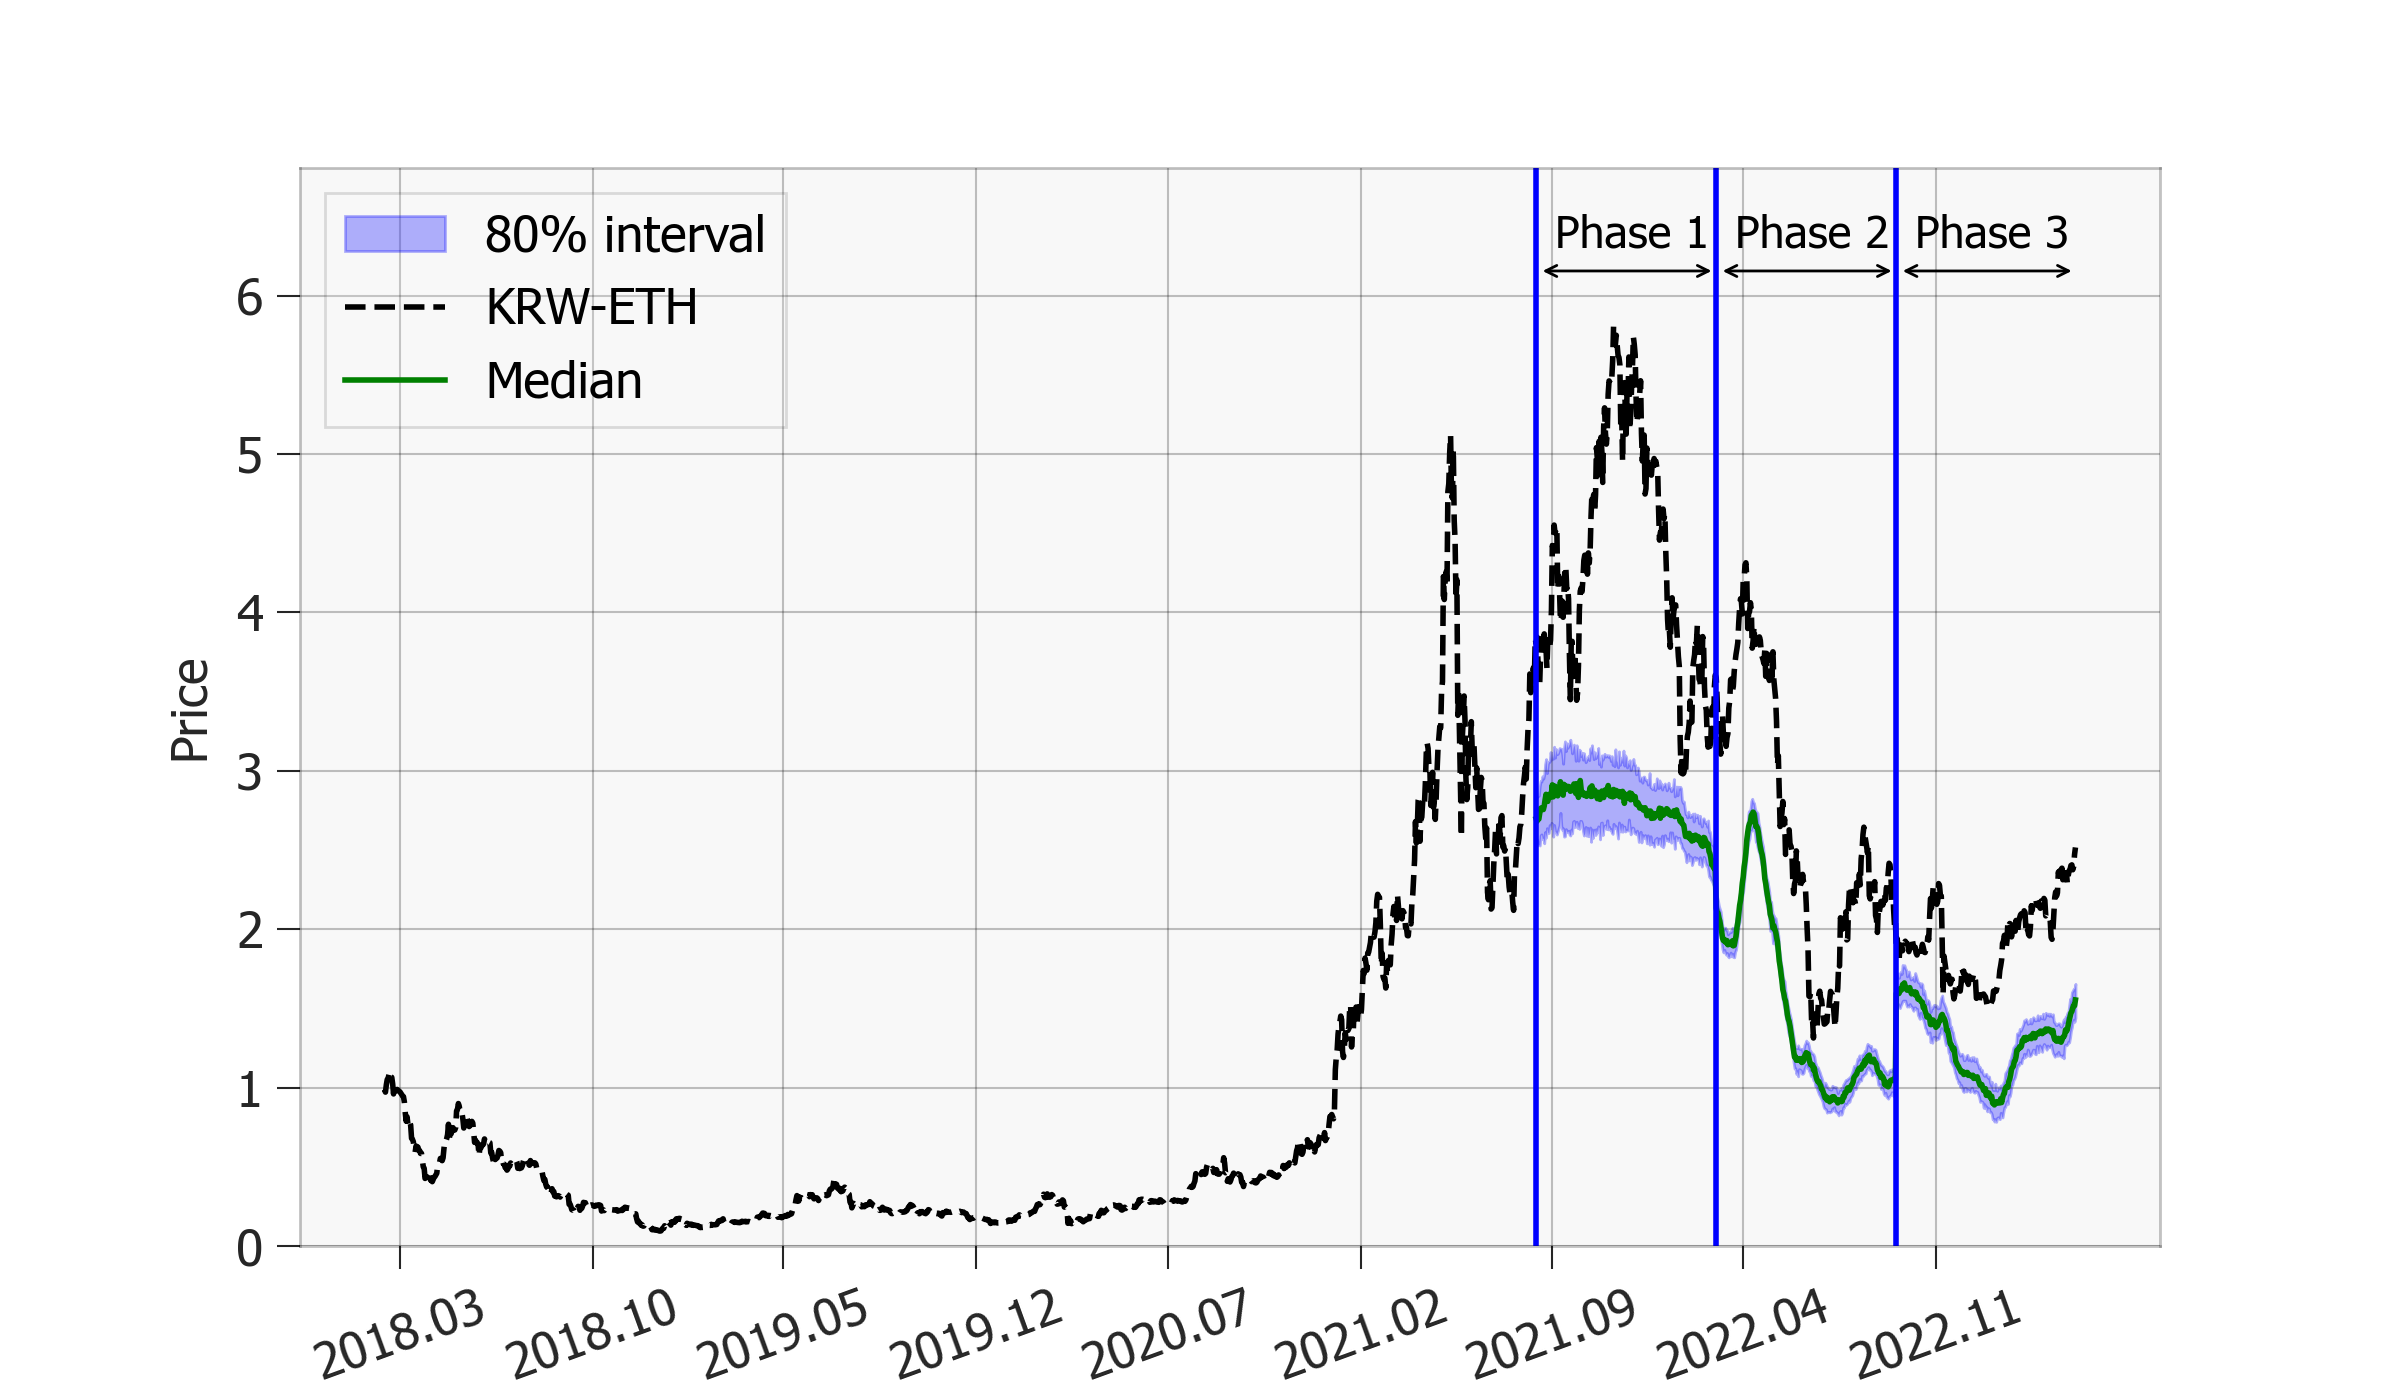 80% interval
KRW-ETH
Median
Phase 1
Phase 2
Phase 3
Price
6
5
4
3
2
1
0
2018.03
2018.10
2019.05
2019.12
2020.07
2021.02
2021.09
2022.04
2022.11